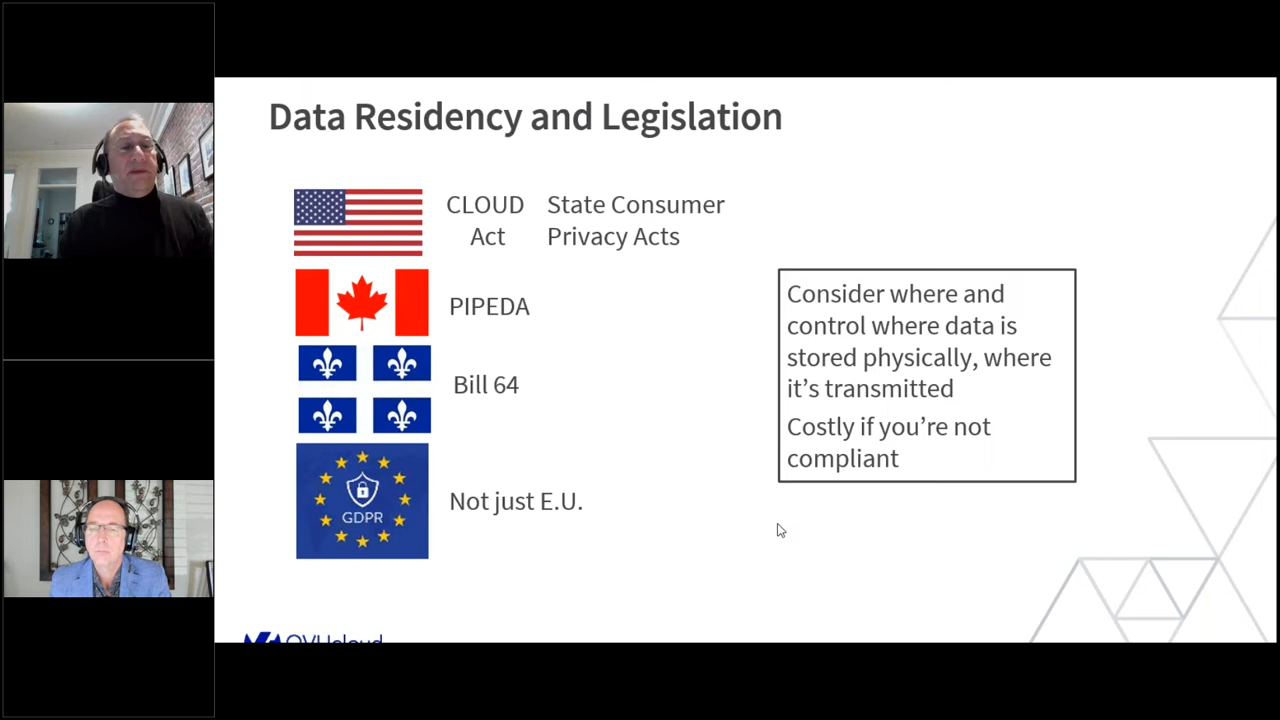 Data Residency and Legislation
CLOUD State Consumer
Act Privacy Acts
PIPEDA
Bill 64
GDPR
Not just E.U.
Consider where and
control where data is
stored physically, where
it’s transmitted
Costly if you’re not
compliant
OVHcloud